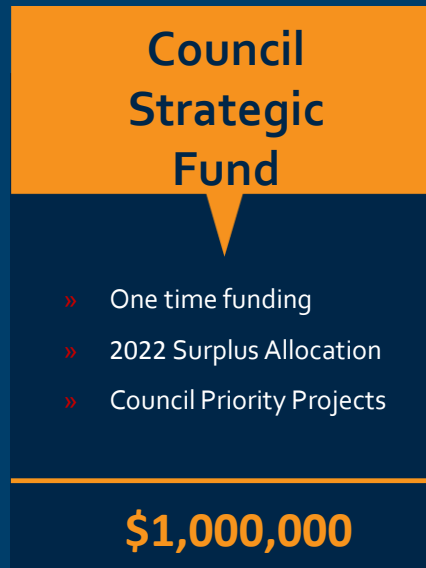 Council
Strategic
Fund
» One time funding
» 2022 Surplus Allocation
» Council Priority Projects
$1,000,000